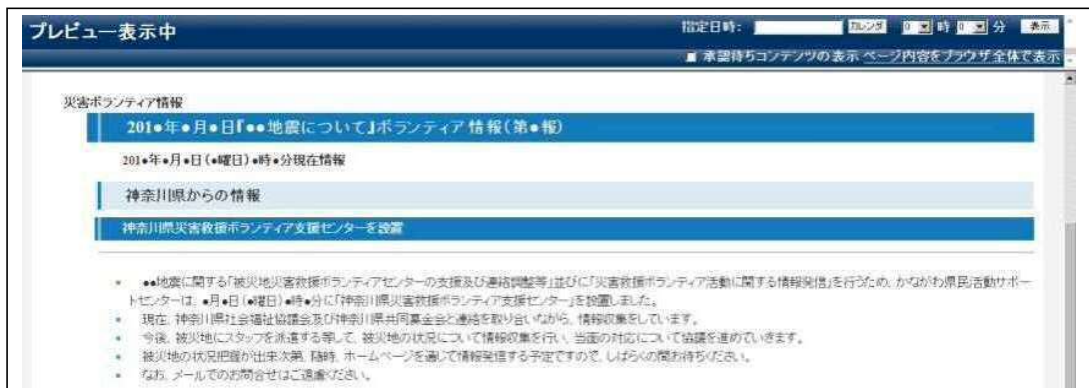 プレビュー表示中
指定日時: カレンダ 0 時 0 分 表示
■ 承認待ちコンテンツの表示 ページ内容をブラウザ全体で表示
災害ボランティア情報
201●年●月●日『●●地震について』ボランティア情報(第●報)
201●年●月●日(●曜日)●時●分現在情報
神奈川県からの情報
神奈川県災害救援ボランティア支援センターを設置
●●地震に関する「被災地災害救援ボランティアセンターの支援及び連絡調整等」並びに「災害救援ボランティア活動に関する情報発信」を行うため、かながわ県民活動サポー
トセンターは、●月●日(●曜日)●時●分に「神奈川県災害救援ボランティア支援センター」を設置しました。
現在、神奈川県社会福祉協議会及び神奈川県共同募金会と連絡を取り合いながら、情報収集をしています。
今後、被災地にスタッフを派遣する等して、被災地の状況について情報収集を行い、当面の対応について協議を進めていきます。
被災地の状況把握が出来次第、随時、ホームページを通じて情報発信する予定ですので、しばらくの間お待ちください。
なお、メールでのお問合せはご遠慮ください。